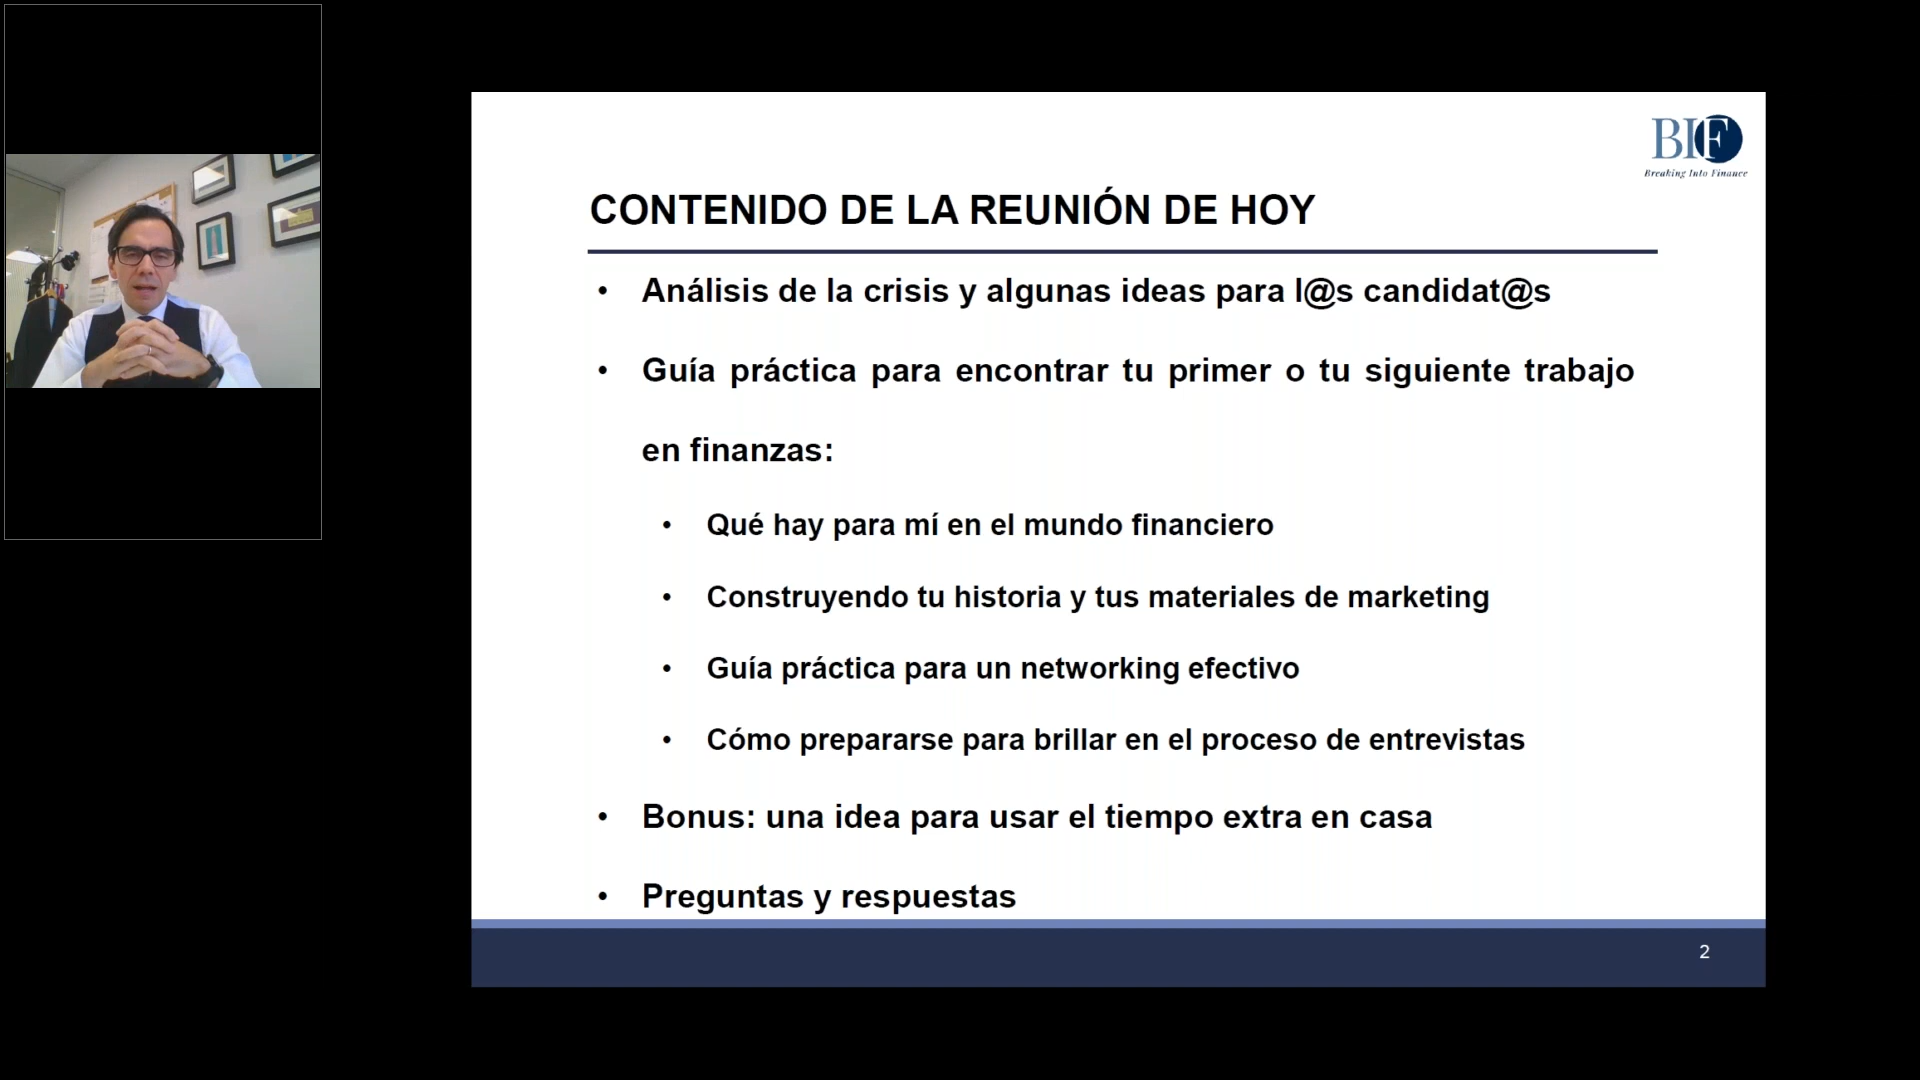 BIF
Breaking Into Finance
CONTENIDO DE LA REUNIÓN DE HOY
• Análisis de la crisis y algunas ideas para l@s candidat@s
• Guía práctica para encontrar tu primer o tu siguiente trabajo
en finanzas:
• Qué hay para mí en el mundo financiero
• Construyendo tu historia y tus materiales de marketing
• Guía práctica para un networking efectivo
• Cómo prepararse para brillar en el proceso de entrevistas
• Bonus: una idea para usar el tiempo extra en casa
• Preguntas y respuestas
2